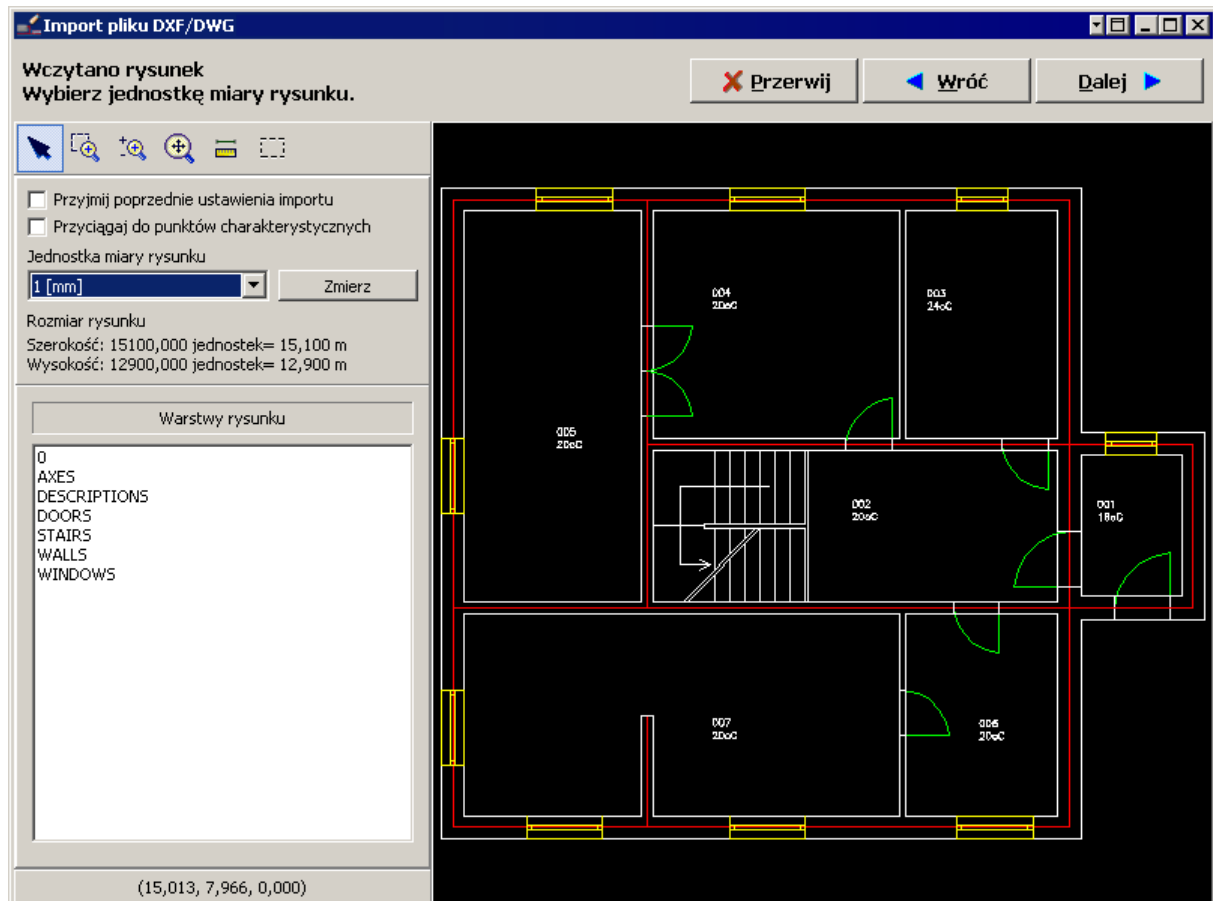 Import pliku DXF/DWG
Wczytano rysunek
Wybierz jednostkę miary rysunku.
Przerwij
Wróć
Dalej
Przyjmij poprzednie ustawienia importu
Przyciągaj do punktów charakterystycznych
Jednostka miary rysunku
1 [mm]
Zmierz
Rozmiar rysunku
Szerokość: 15100,000 jednostek= 15,100 m
Wysokość: 12900,000 jednostek= 12,900 m
Warstwy rysunku
0
AXES
DESCRIPTIONS
DOORS
STAIRS
WALLS
WINDOWS
(15,013, 7,966, 0,000)
004
20oC
003
24oC
005
20oC
002
20oC
001
18oC
007
20oC
006
20oC